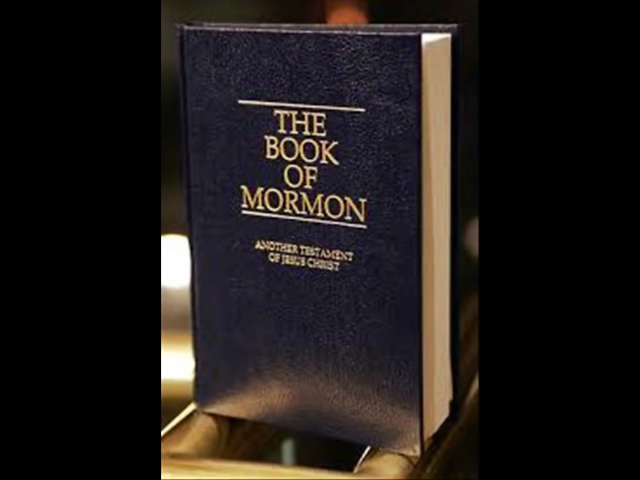 THE
BOOK
OF
MORMON
ANOTHER TESTAMENT
OF JESUS CHRIST